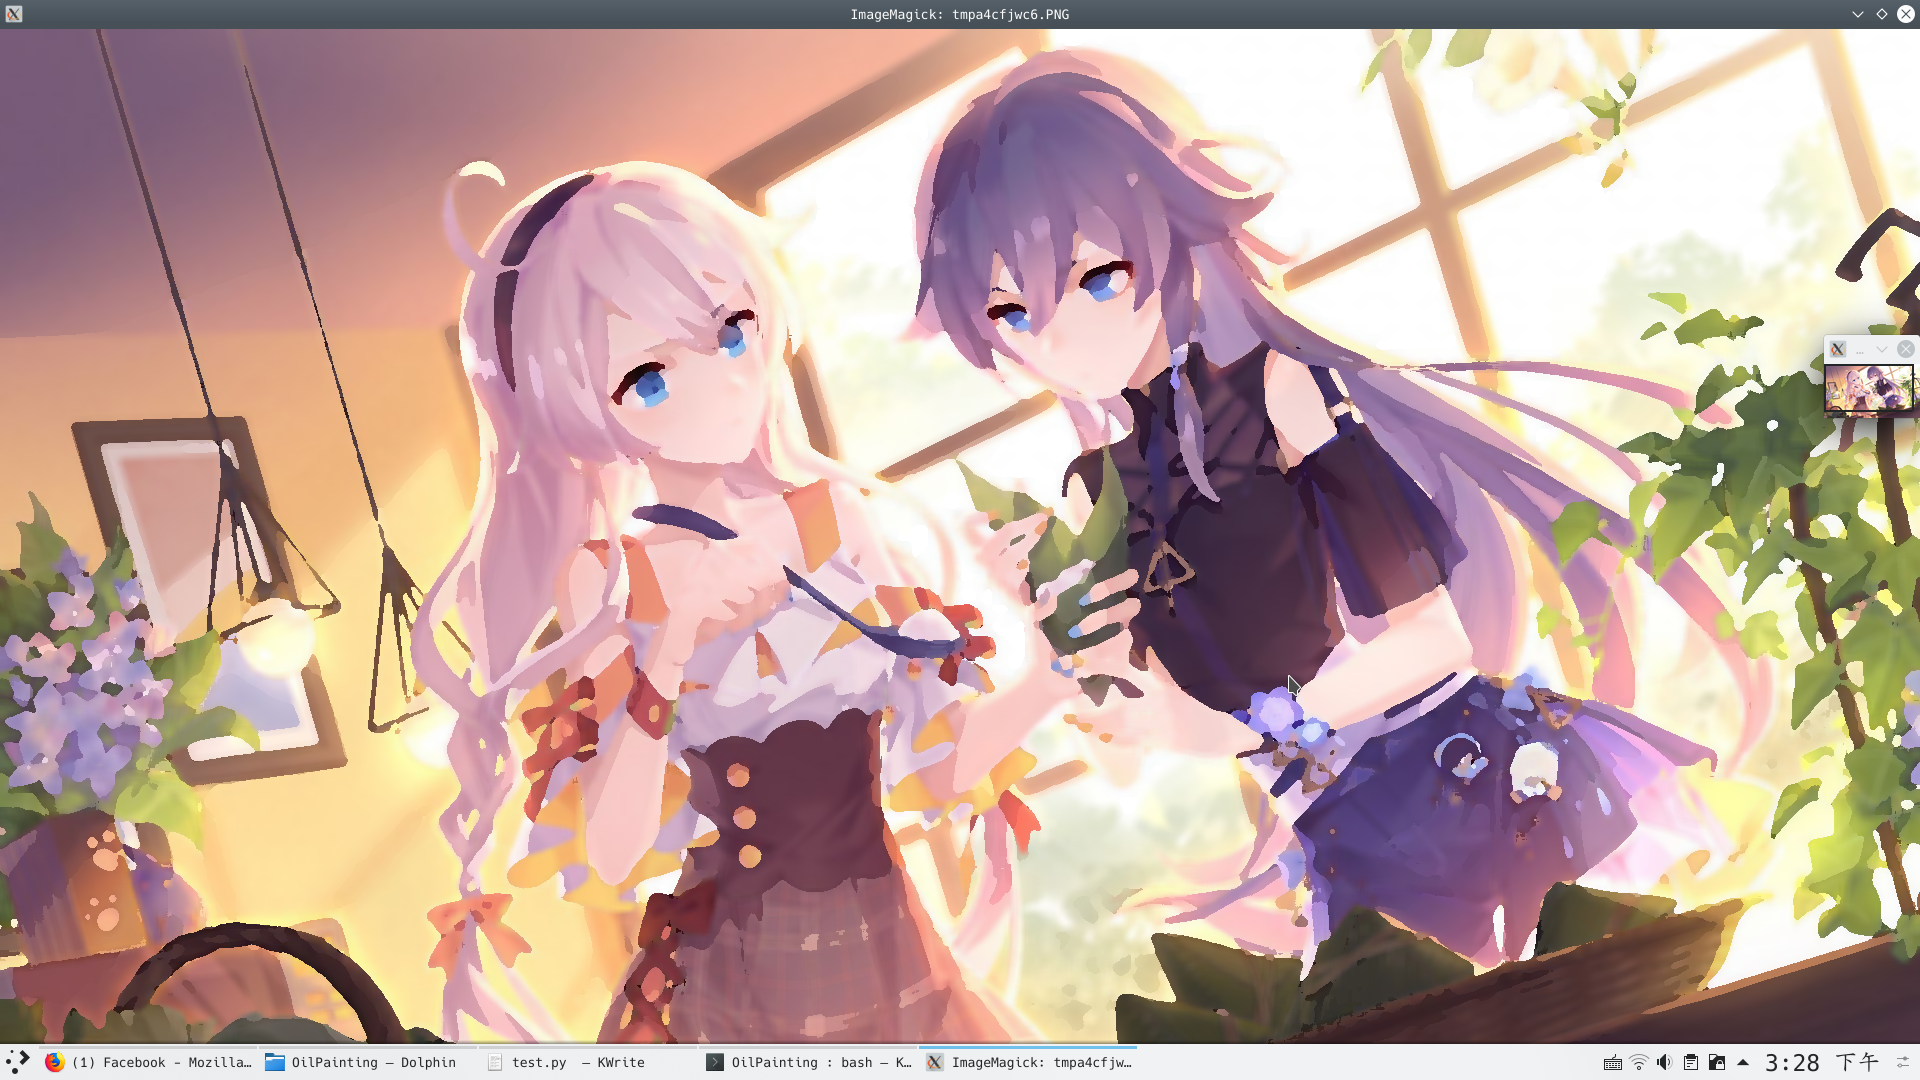 ImageMagick: tmpa4cfjwc6.PNG
...
(1) Facebook - Mozilla...
OilPainting — Dolphin
test.py — KWrite
OilPainting : bash — K...
ImageMagick: tmpa4cfjw...
3:28 下午